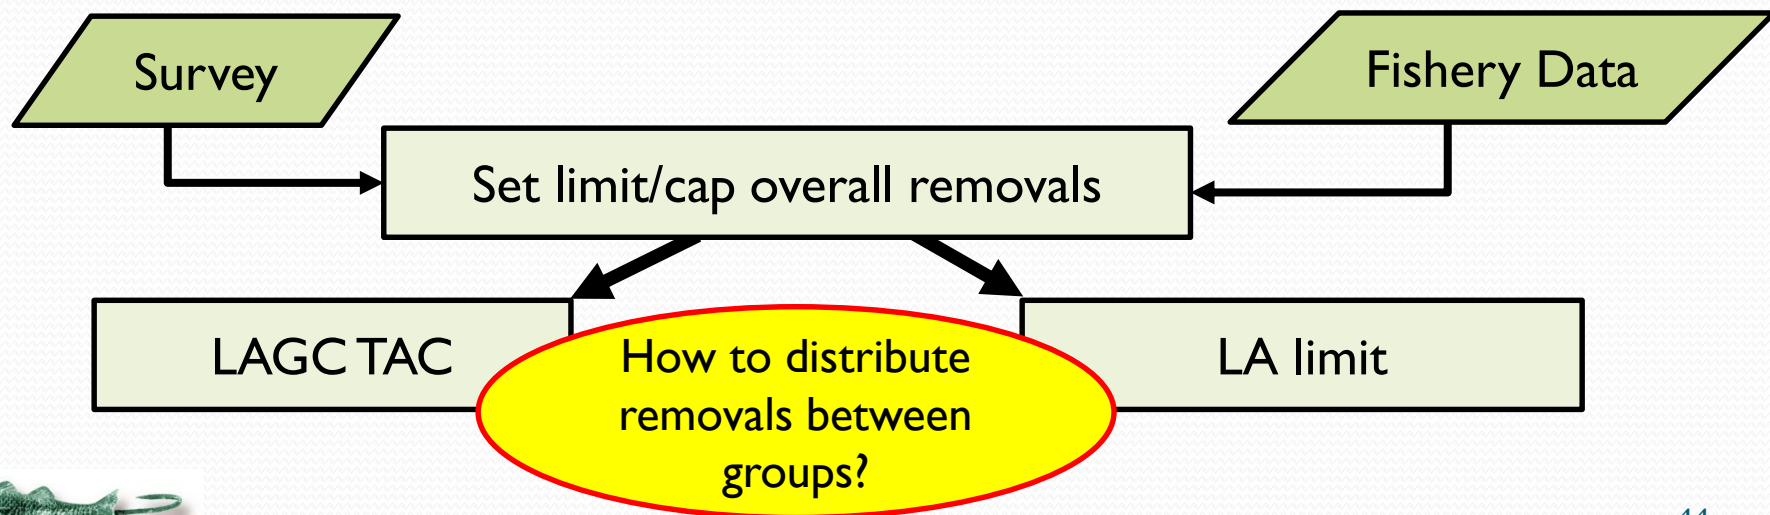 Survey
Fishery Data
Set limit/cap overall removals
LAGC TAC
How to distribute
removals between
groups?
LA limit